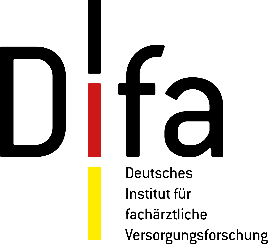 Difa
Deutsches
Institut für
fachärztliche
Versorgungsforschung